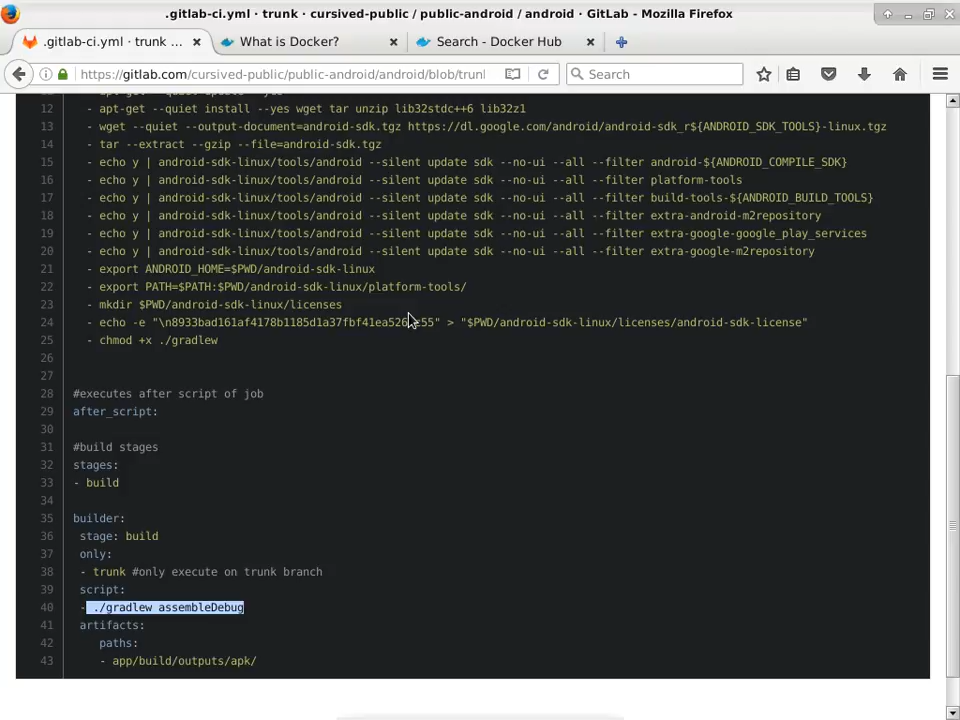 .gitlab-ci.yml · trunk · cursived-public / public-android / android · GitLab - Mozilla Firefox
.gitlab-ci.yml · trunk ...
What is Docker?
Search - Docker Hub
https://gitlab.com/cursived-public/public-android/android/blob/trunk
Search
12 - apt-get --quiet install --yes wget tar unzip lib32stdc++6 lib32z1
13 - wget --quiet --output-document=android-sdk.tgz https://dl.google.com/android/android-sdk_r${ANDROID_SDK_TOOLS}-linux.tgz
14 - tar --extract --gzip --file=android-sdk.tgz
15 - echo y | android-sdk-linux/tools/android --silent update sdk --no-ui --all --filter android-${ANDROID_COMPILE_SDK}
16 - echo y | android-sdk-linux/tools/android --silent update sdk --no-ui --all --filter platform-tools
17 - echo y | android-sdk-linux/tools/android --silent update sdk --no-ui --all --filter build-tools-${ANDROID_BUILD_TOOLS}
18 - echo y | android-sdk-linux/tools/android --silent update sdk --no-ui --all --filter extra-android-m2repository
19 - echo y | android-sdk-linux/tools/android --silent update sdk --no-ui --all --filter extra-google-google_play_services
20 - echo y | android-sdk-linux/tools/android --silent update sdk --no-ui --all --filter extra-google-m2repository
21 - export ANDROID_HOME=$PWD/android-sdk-linux
22 - export PATH=$PATH:$PWD/android-sdk-linux/platform-tools/
23 - mkdir $PWD/android-sdk-linux/licenses
24 - echo -e > "$PWD/android-sdk-linux/licenses/android-sdk-license"
25 - chmod +x ./gradlew
26
27
28 #executes after script of job
29 after_script:
30
31 #build stages
32 stages:
33 - build
34
35 builder:
36 stage: build
37 only:
38 - trunk #only execute on trunk branch
39 script:
40 - ./gradlew assembleDebug
41 artifacts:
42 paths:
43 - app/build/outputs/apk/